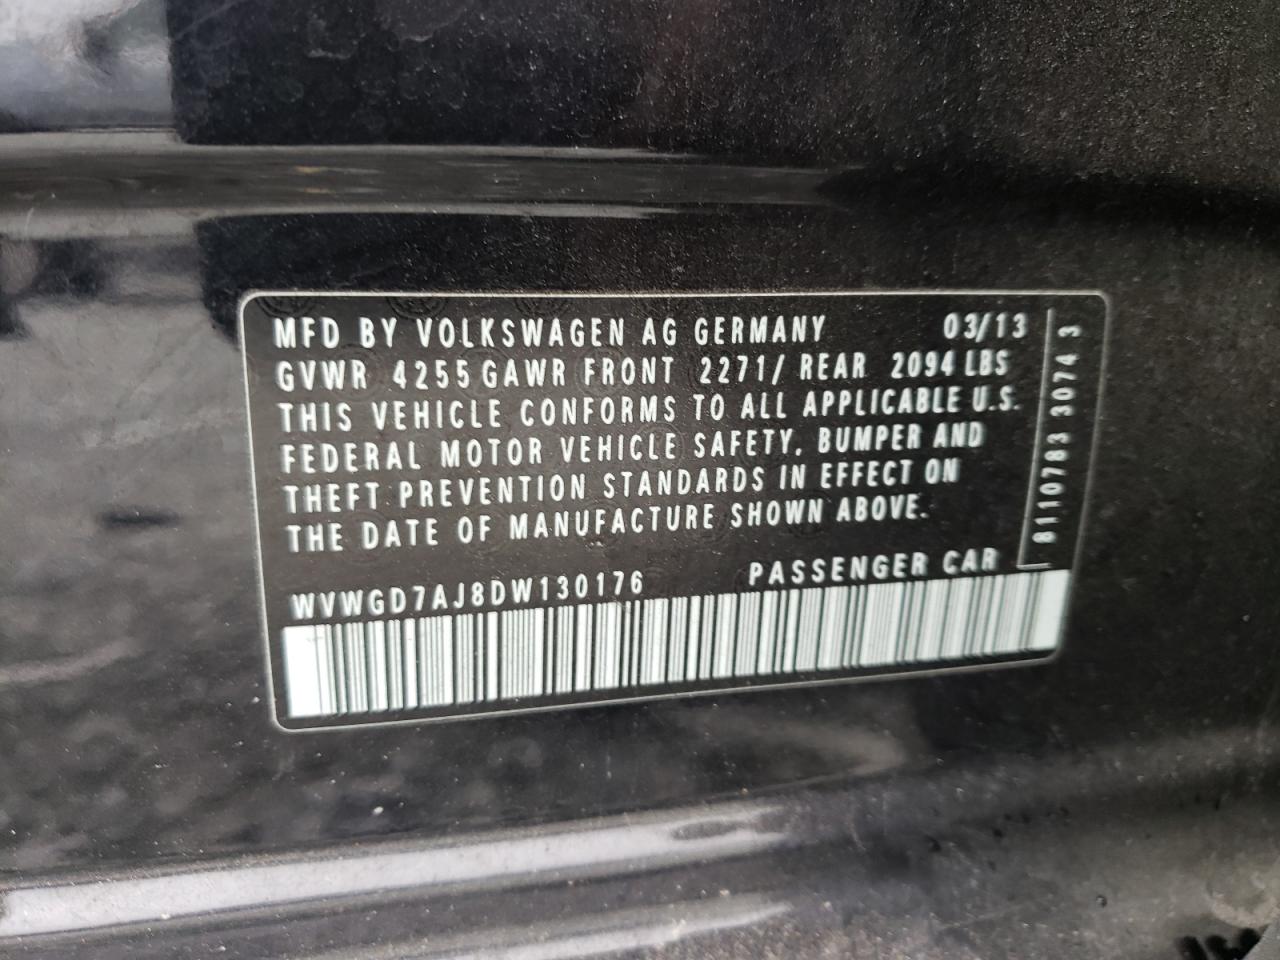 MFD BY VOLKSWAGEN AG GERMANY 03/13
GVWR 4255 GAWR FRONT 2271/ REAR 2094 LBS
THIS VEHICLE CONFORMS TO ALL APPLICABLE U.S.
FEDERAL MOTOR VEHICLE SAFETY, BUMPER AND
THEFT PREVENTION STANDARDS IN EFFECT ON
THE DATE OF MANUFACTURE SHOWN ABOVE.
WVWGD7AJ8DW130176 PASSENGER CAR
8110783 3074 3